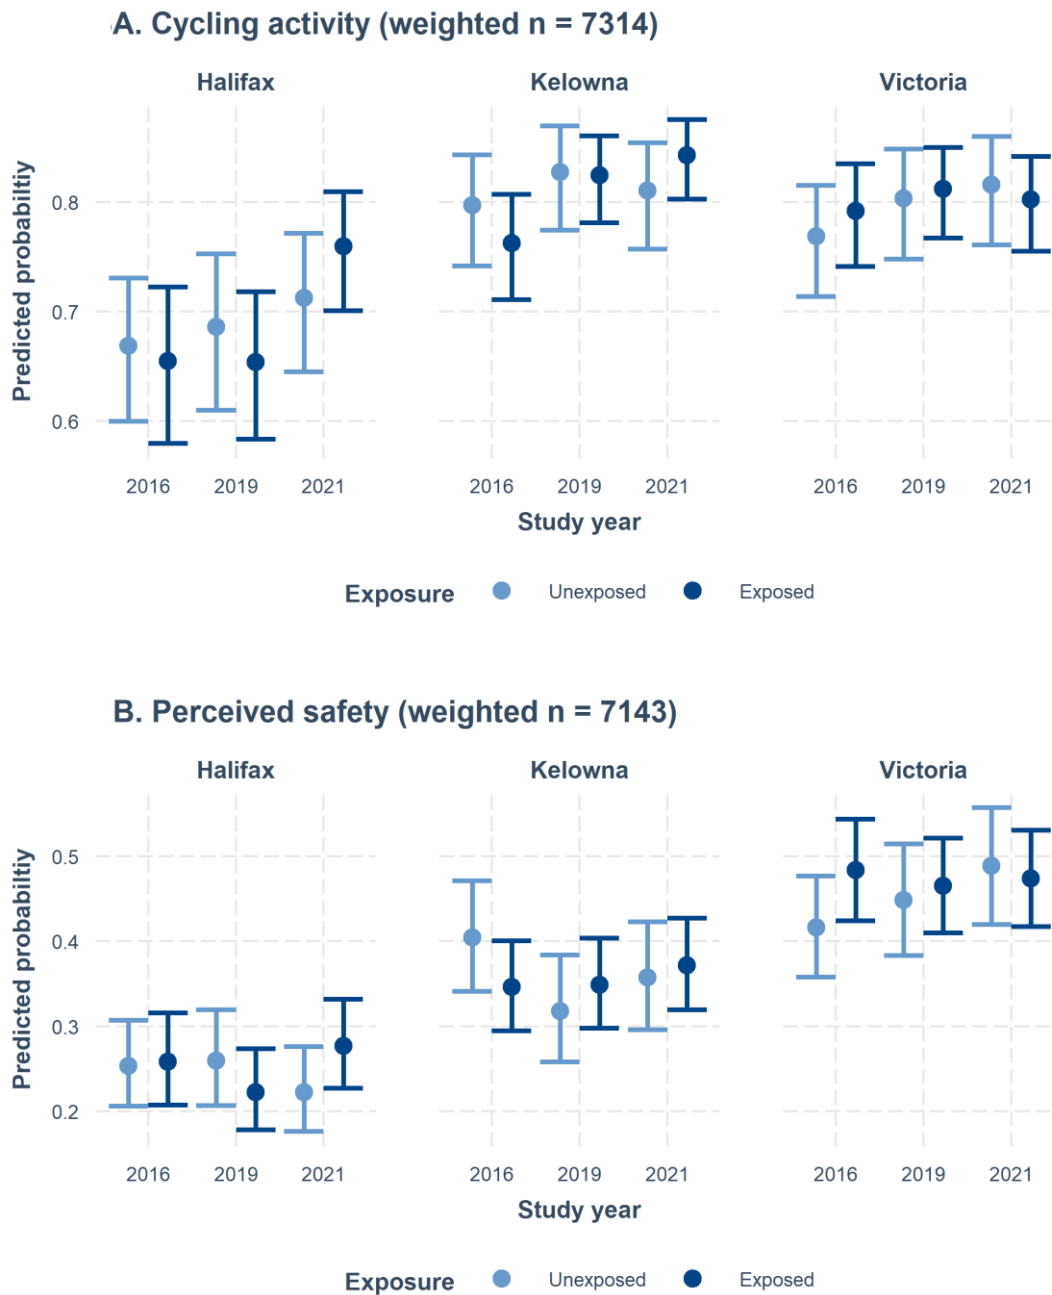 A. Cycling activity (weighted n = 7314)
Halifax Kelowna Victoria
Predicted probabiltiy
0.8
0.7
0.6
2016 2019 2021 2016 2019 2021 2016 2019 2021
Study year
Exposure Unexposed Exposed
B. Perceived safety (weighted n = 7143)
Halifax Kelowna Victoria
Predicted probabiltiy
0.5
0.4
0.3
0.2
2016 2019 2021 2016 2019 2021 2016 2019 2021
Study year
Exposure Unexposed Exposed